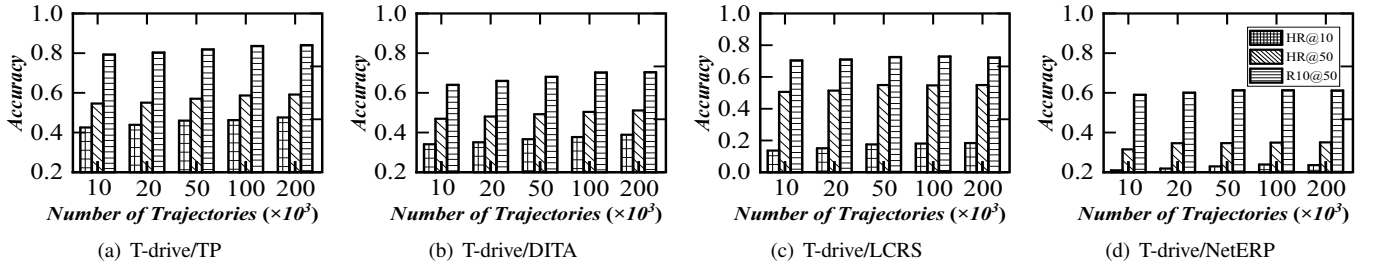 1.0
0.8
0.6
0.4
0.2
Accuracy
10 20 50 100 200
Number of Trajectories (×10³)
(a) T-drive/TP
1.0
0.8
0.6
0.4
0.2
Accuracy
10 20 50 100 200
Number of Trajectories (×10³)
(b) T-drive/DITA
1.0
0.8
0.6
0.4
0.2
0.0
Accuracy
10 20 50 100 200
Number of Trajectories (×10³)
(c) T-drive/LCRS
1.0
0.8
0.6
0.4
0.2
Accuracy
HR@10
HR@50
R10@50
10 20 50 100 200
Number of Trajectories (×10³)
(d) T-drive/NetERP